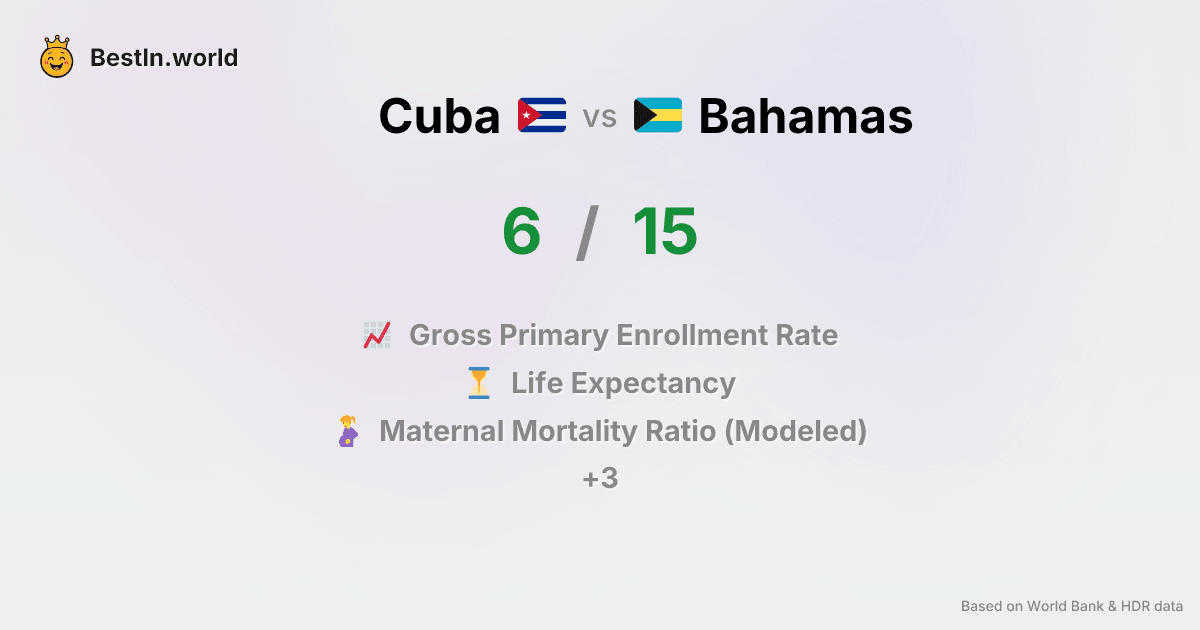 BestIn.world
Cuba vs Bahamas
6 / 15
Gross Primary Enrollment Rate
Life Expectancy
Maternal Mortality Ratio (Modeled)
+3
Based on World Bank & HDR data